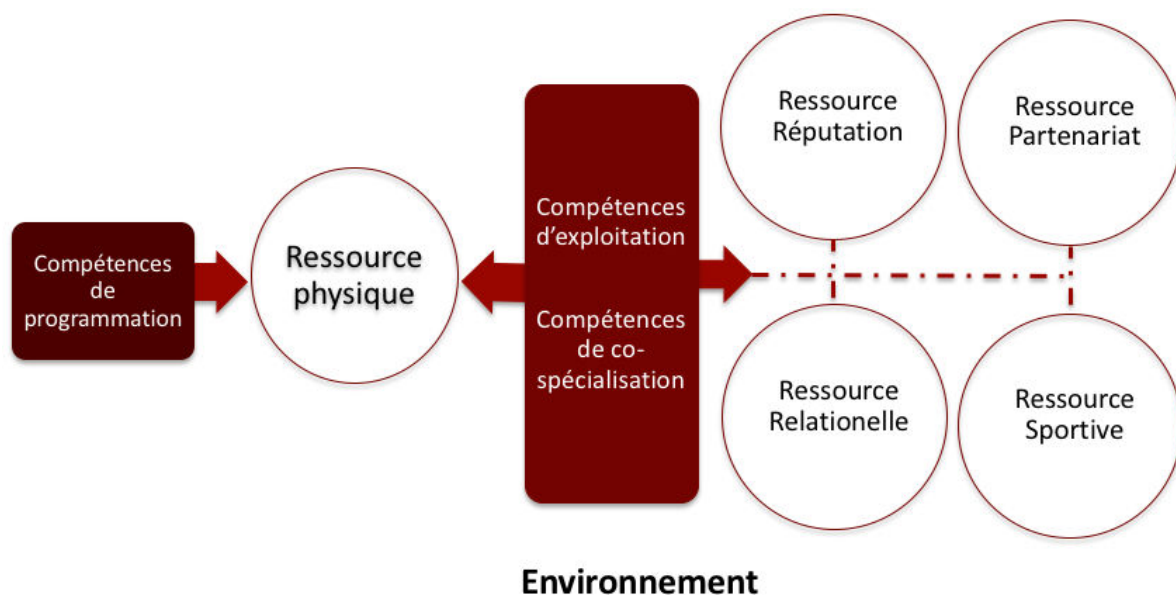 Compétences
de
programmation
Ressource
physique
Compétences
d'exploitation
Compétences
de co-
spécialisation
Ressource
Réputation
Ressource
Partenariat
Ressource
Relationelle
Ressource
Sportive
Environnement